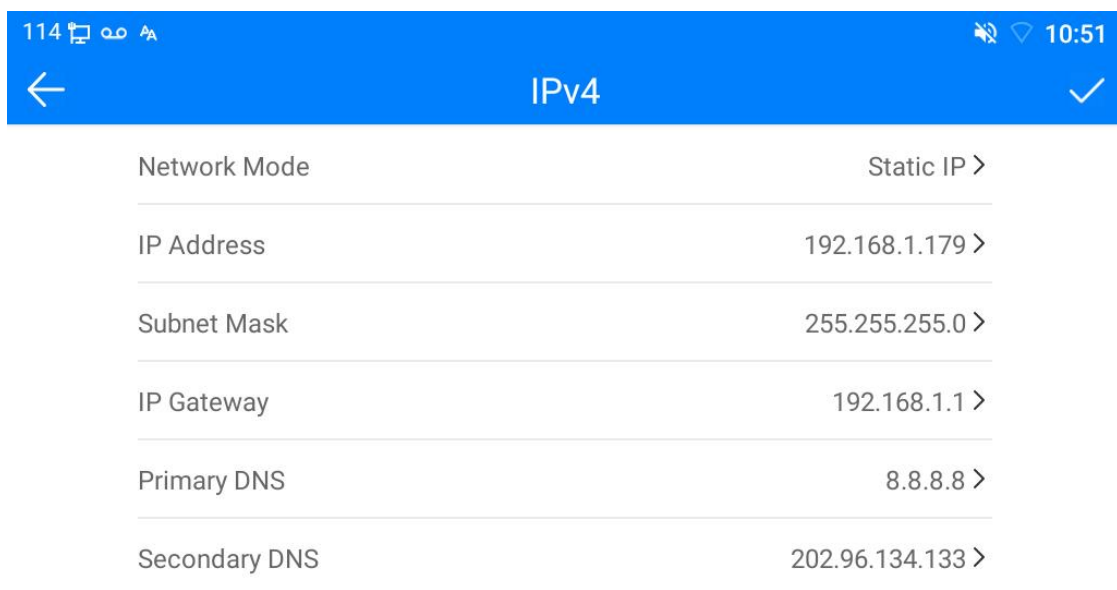 114 10:51
IPv4
Network Mode Static IP
IP Address 192.168.1.179
Subnet Mask 255.255.255.0
IP Gateway 192.168.1.1
Primary DNS 8.8.8.8
Secondary DNS 202.96.134.133